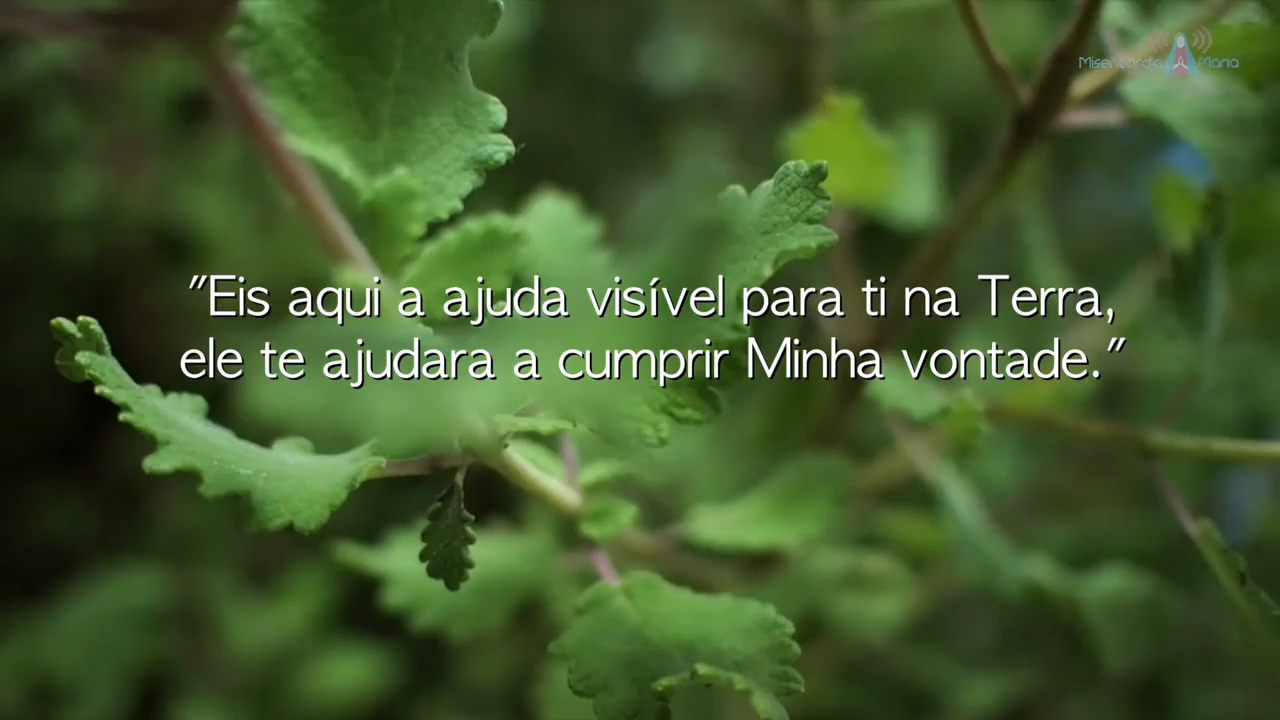 Misericórdia Maria
"Eis aqui a ajuda visível para ti na Terra,
ele te ajudara a cumprir Minha vontade."